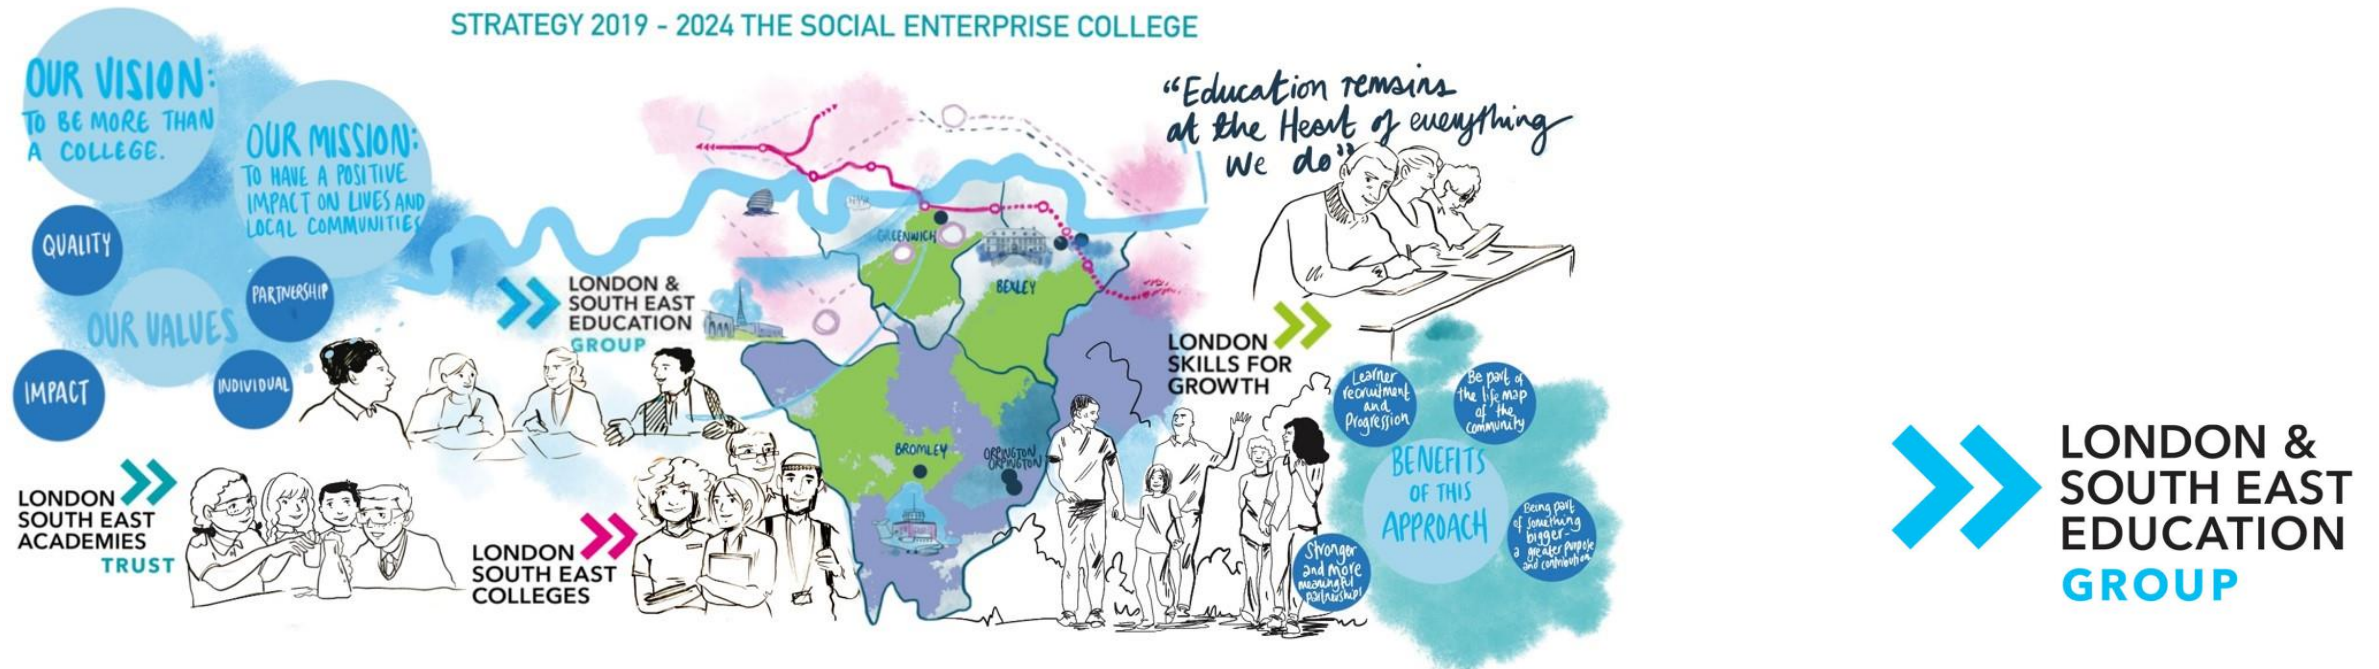 STRATEGY 2019 - 2024 THE SOCIAL ENTERPRISE COLLEGE
OUR VISION:
TO BE MORE THAN
A COLLEGE.
OUR MISSION:
TO HAVE A POSITIVE
IMPACT ON LIVES AND
LOCAL COMMUNITIES
QUALITY
PARTNERSHIP
OUR VALUES
IMPACT
INDIVIDUAL
LONDON &
SOUTH EAST
EDUCATION
GROUP
GREENWICH
BEXLEY
BROMLEY
ORPINGTON
ORPINGTON
"Education remains
at the Heart of everything
we do"
LONDON
SKILLS FOR
GROWTH
LONDON
SOUTH EAST
ACADEMIES
TRUST
LONDON
SOUTH EAST
COLLEGES
Learner
recruitment
and
Progression
Be part of
the life map
of the
community
BENEFITS
OF THIS
APPROACH
Being part
of something
bigger-
a greater purpose
and contribution
Stronger
and more
meaningful
partnerships
LONDON &
SOUTH EAST
EDUCATION
GROUP